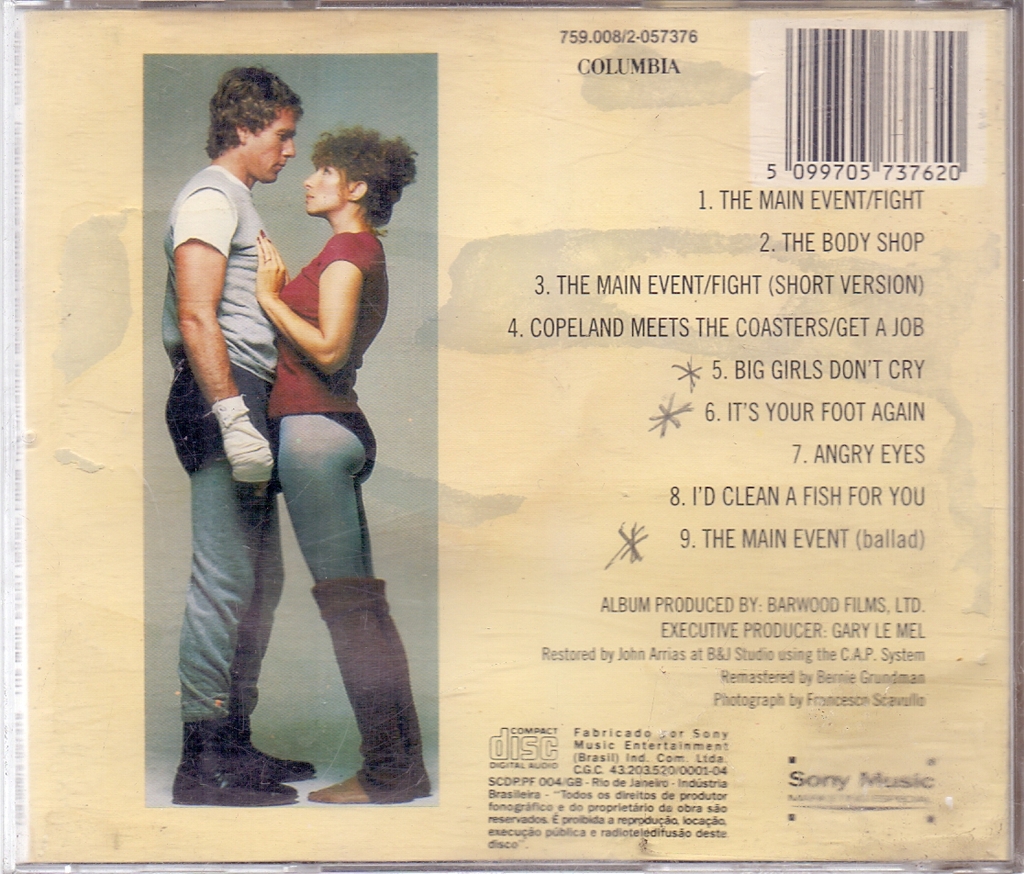 759.008/2-057376
COLUMBIA
5 099705 737620
1. THE MAIN EVENT/FIGHT
2. THE BODY SHOP
3. THE MAIN EVENT/FIGHT (SHORT VERSION)
4. COPELAND MEETS THE COASTERS/GET A JOB
5. BIG GIRLS DON'T CRY
6. IT'S YOUR FOOT AGAIN
7. ANGRY EYES
8. I'D CLEAN A FISH FOR YOU
9. THE MAIN EVENT (ballad)
ALBUM PRODUCED BY: BARWOOD FILMS, LTD.
EXECUTIVE PRODUCER: GARY LE MEL
Restored by John Arrias at B&J Studio using the C.A.P. System
Remastered by Bernie Grundman
Photograph by Francesco Scavullo
COMPACT
disc
DIGITAL AUDIO
Fabricado por Sony
Music Entertainment
(Brasil) Ind. Com. Ltda.
C.G.C. 43.203.520/0001-04
SCDP.PF 004/GB - Rio de Janeiro - Indústria
Brasileira - "Todos os direitos de produtor
fonográfico e do proprietário da obra são
reservados. É proibida a reprodução, locação,
execução pública e radioteledifusão deste
disco".
Sony Music